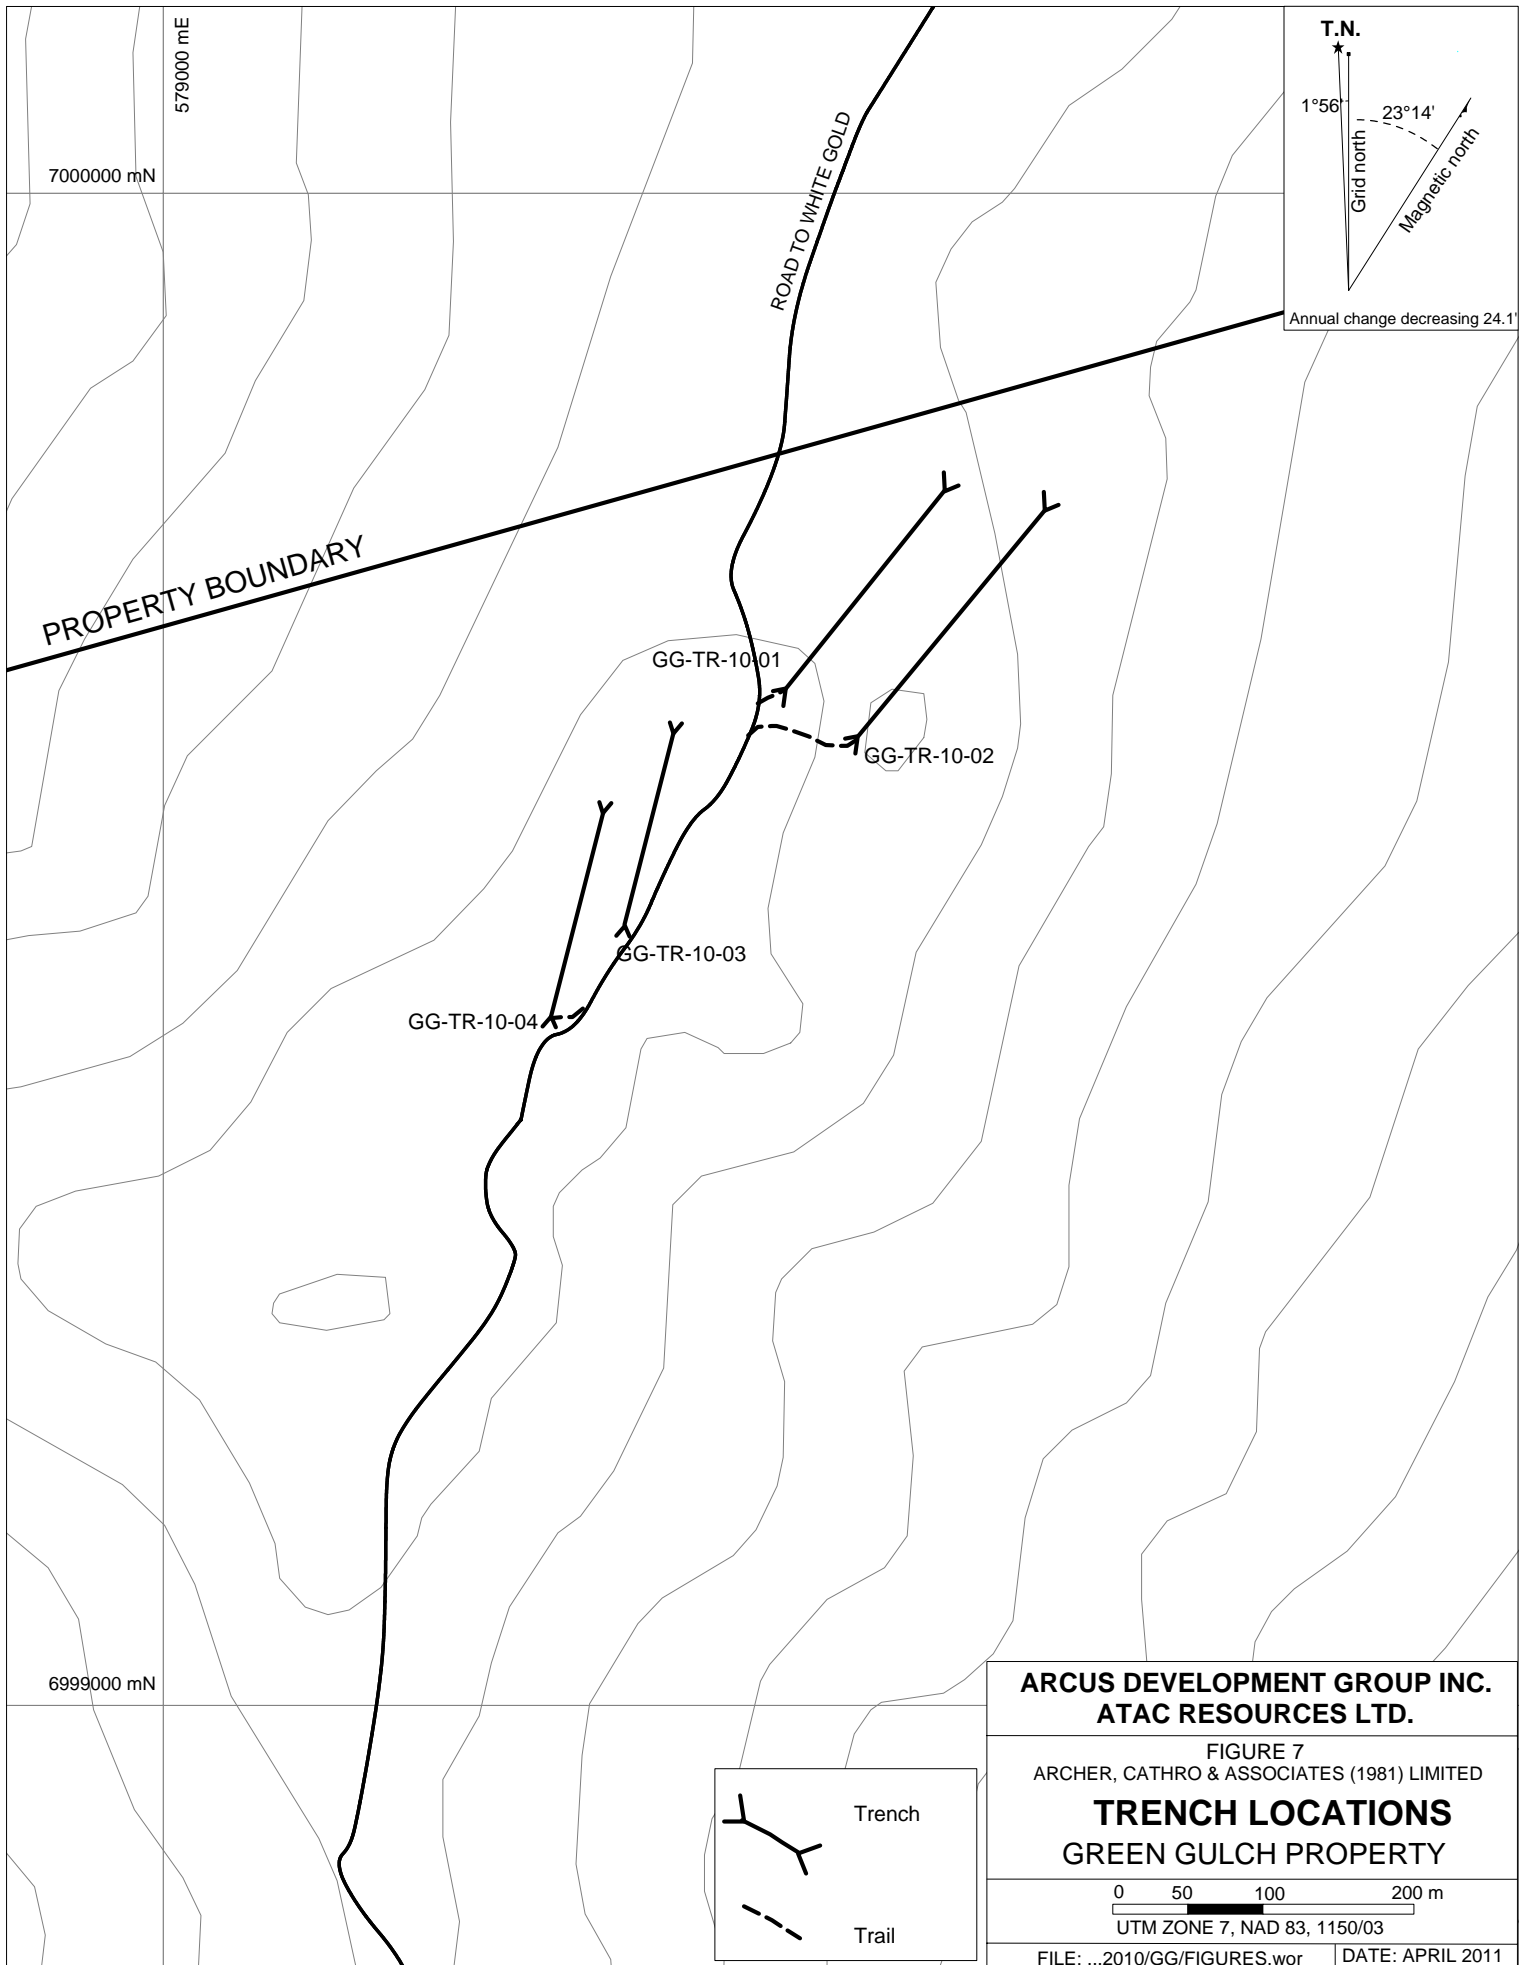 579000 mE
T.N.
1°56'
23°14'
Grid north
Magnetic north
Annual change decreasing 24.1'
7000000 mN
ROAD TO WHITE GOLD
PROPERTY BOUNDARY
GG-TR-10-01
GG-TR-10-02
GG-TR-10-03
GG-TR-10-04
6999000 mN
Trench
Trail
ARCUS DEVELOPMENT GROUP INC.
ATAC RESOURCES LTD.
FIGURE 7
ARCHER, CATHRO & ASSOCIATES (1981) LIMITED
TRENCH LOCATIONS
GREEN GULCH PROPERTY
0 50 100 200 m
UTM ZONE 7, NAD 83, 1150/03
FILE: ...2010/GG/FIGURES.wor
DATE: APRIL 2011